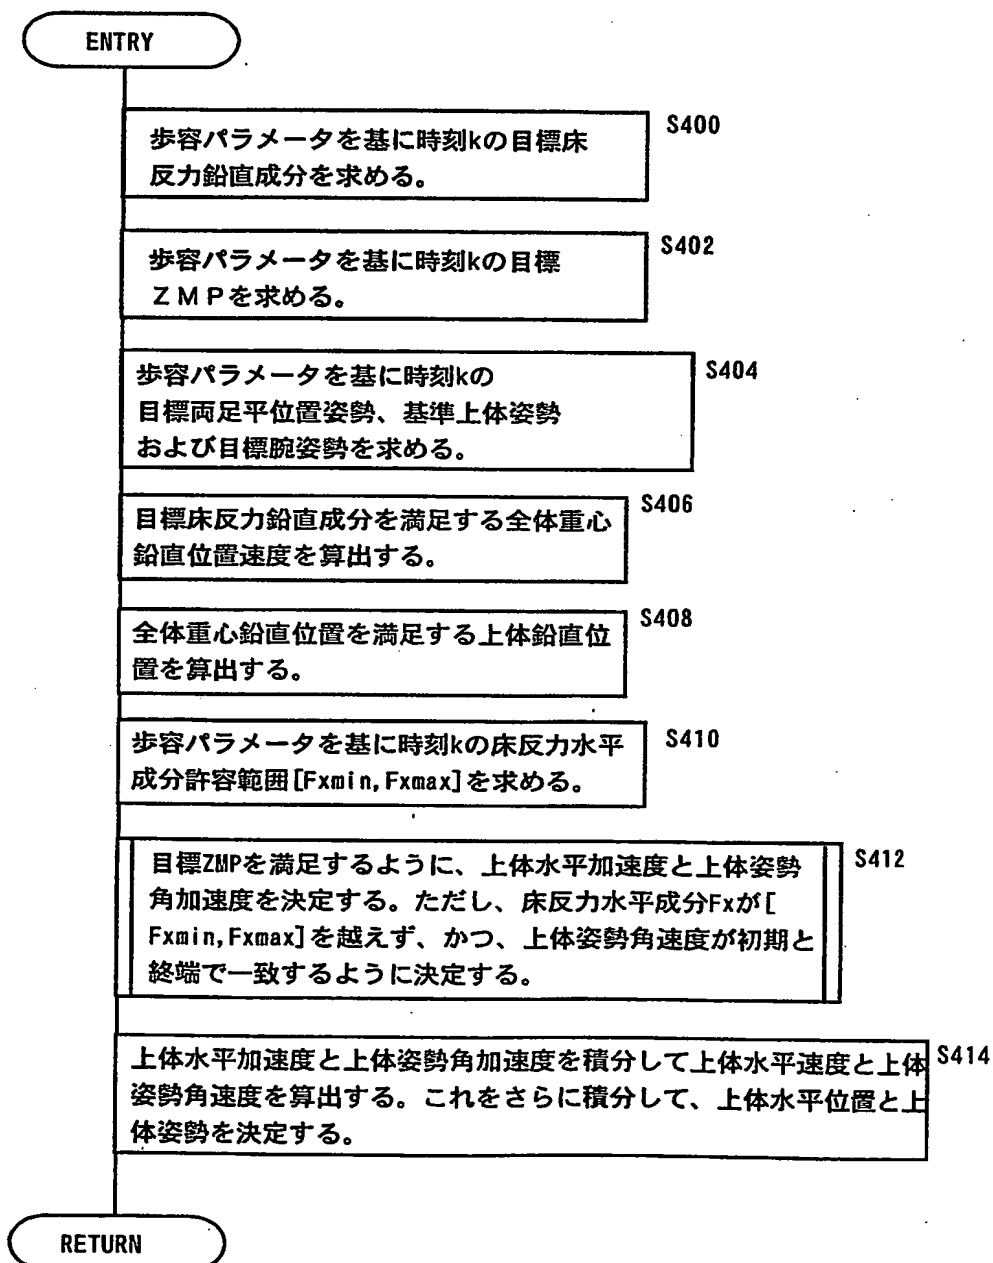 ENTRY
S400
歩容パラメータを基に時刻kの目標床
反力鉛直成分を求める。
S402
歩容パラメータを基に時刻kの目標
ＺＭＰを求める。
S404
歩容パラメータを基に時刻kの
目標両足平位置姿勢、基準上体姿勢
および目標腕姿勢を求める。
S406
目標床反力鉛直成分を満足する全体重心
鉛直位置速度を算出する。
S408
全体重心鉛直位置を満足する上体鉛直位
置を算出する。
S410
歩容パラメータを基に時刻kの床反力水平
成分許容範囲[Fxmin,Fxmax]を求める。
S412
目標ZMPを満足するように、上体水平加速度と上体姿勢
角加速度を決定する。ただし、床反力水平成分Fxが[
Fxmin,Fxmax]を越えず、かつ、上体姿勢角速度が初期と
終端で一致するように決定する。
S414
上体水平加速度と上体姿勢角加速度を積分して上体水平速度と上体
姿勢角速度を算出する。これをさらに積分して、上体水平位置と上
体姿勢を決定する。
RETURN